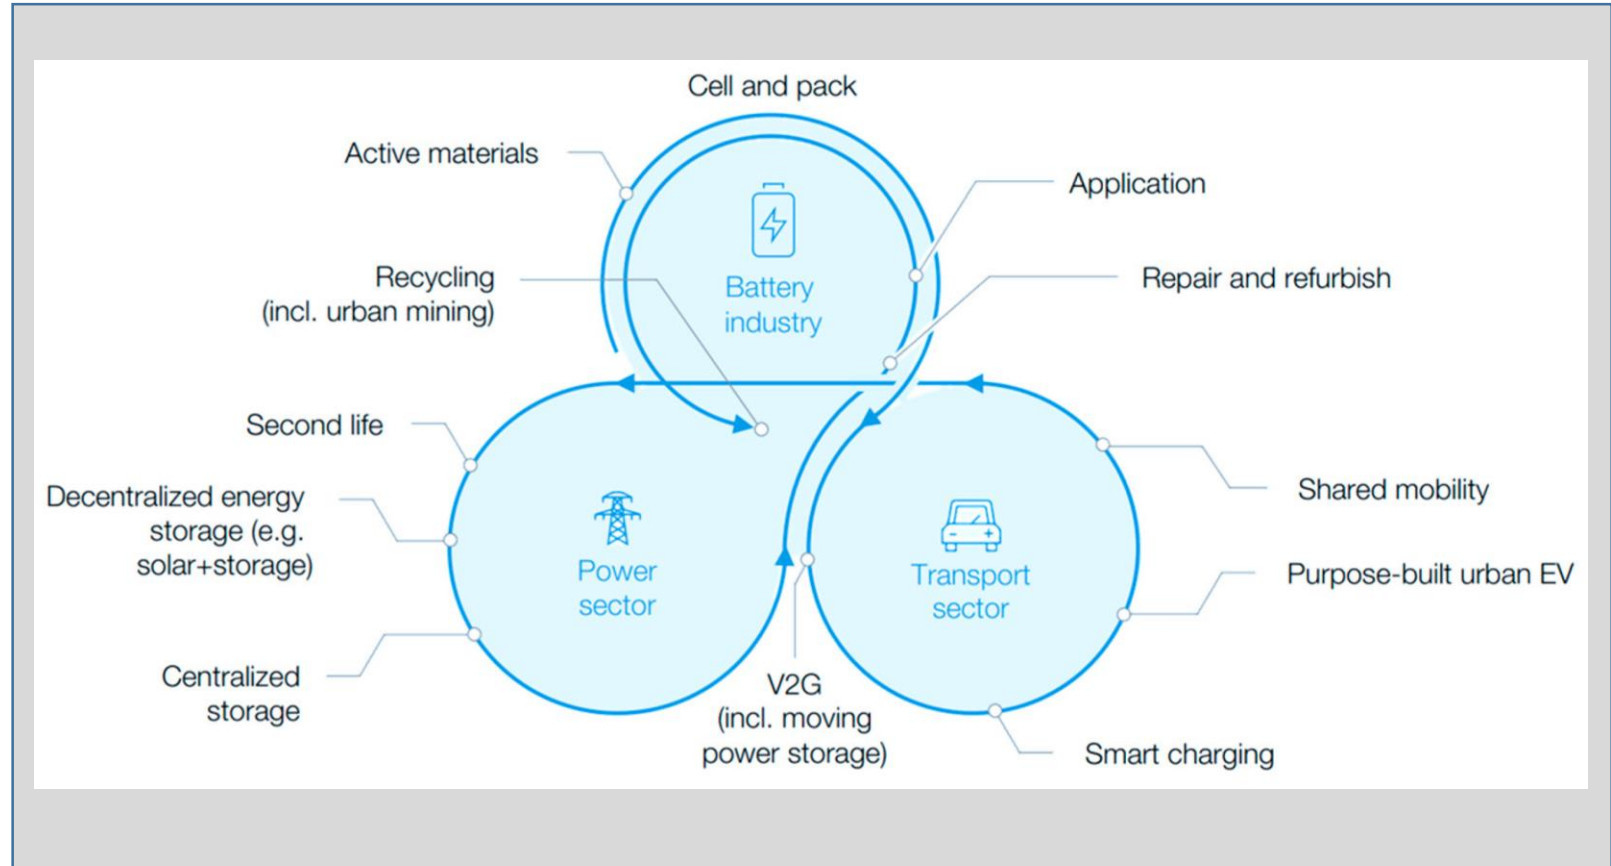 Cell and pack
Active materials
Application
Recycling
(incl. urban mining)
Battery
industry
Repair and refurbish
Second life
Decentralized energy
storage (e.g.
solar+storage)
Power
sector
Transport
sector
Shared mobility
Purpose-built urban EV
Centralized
storage
V2G
(incl. moving
power storage)
Smart charging